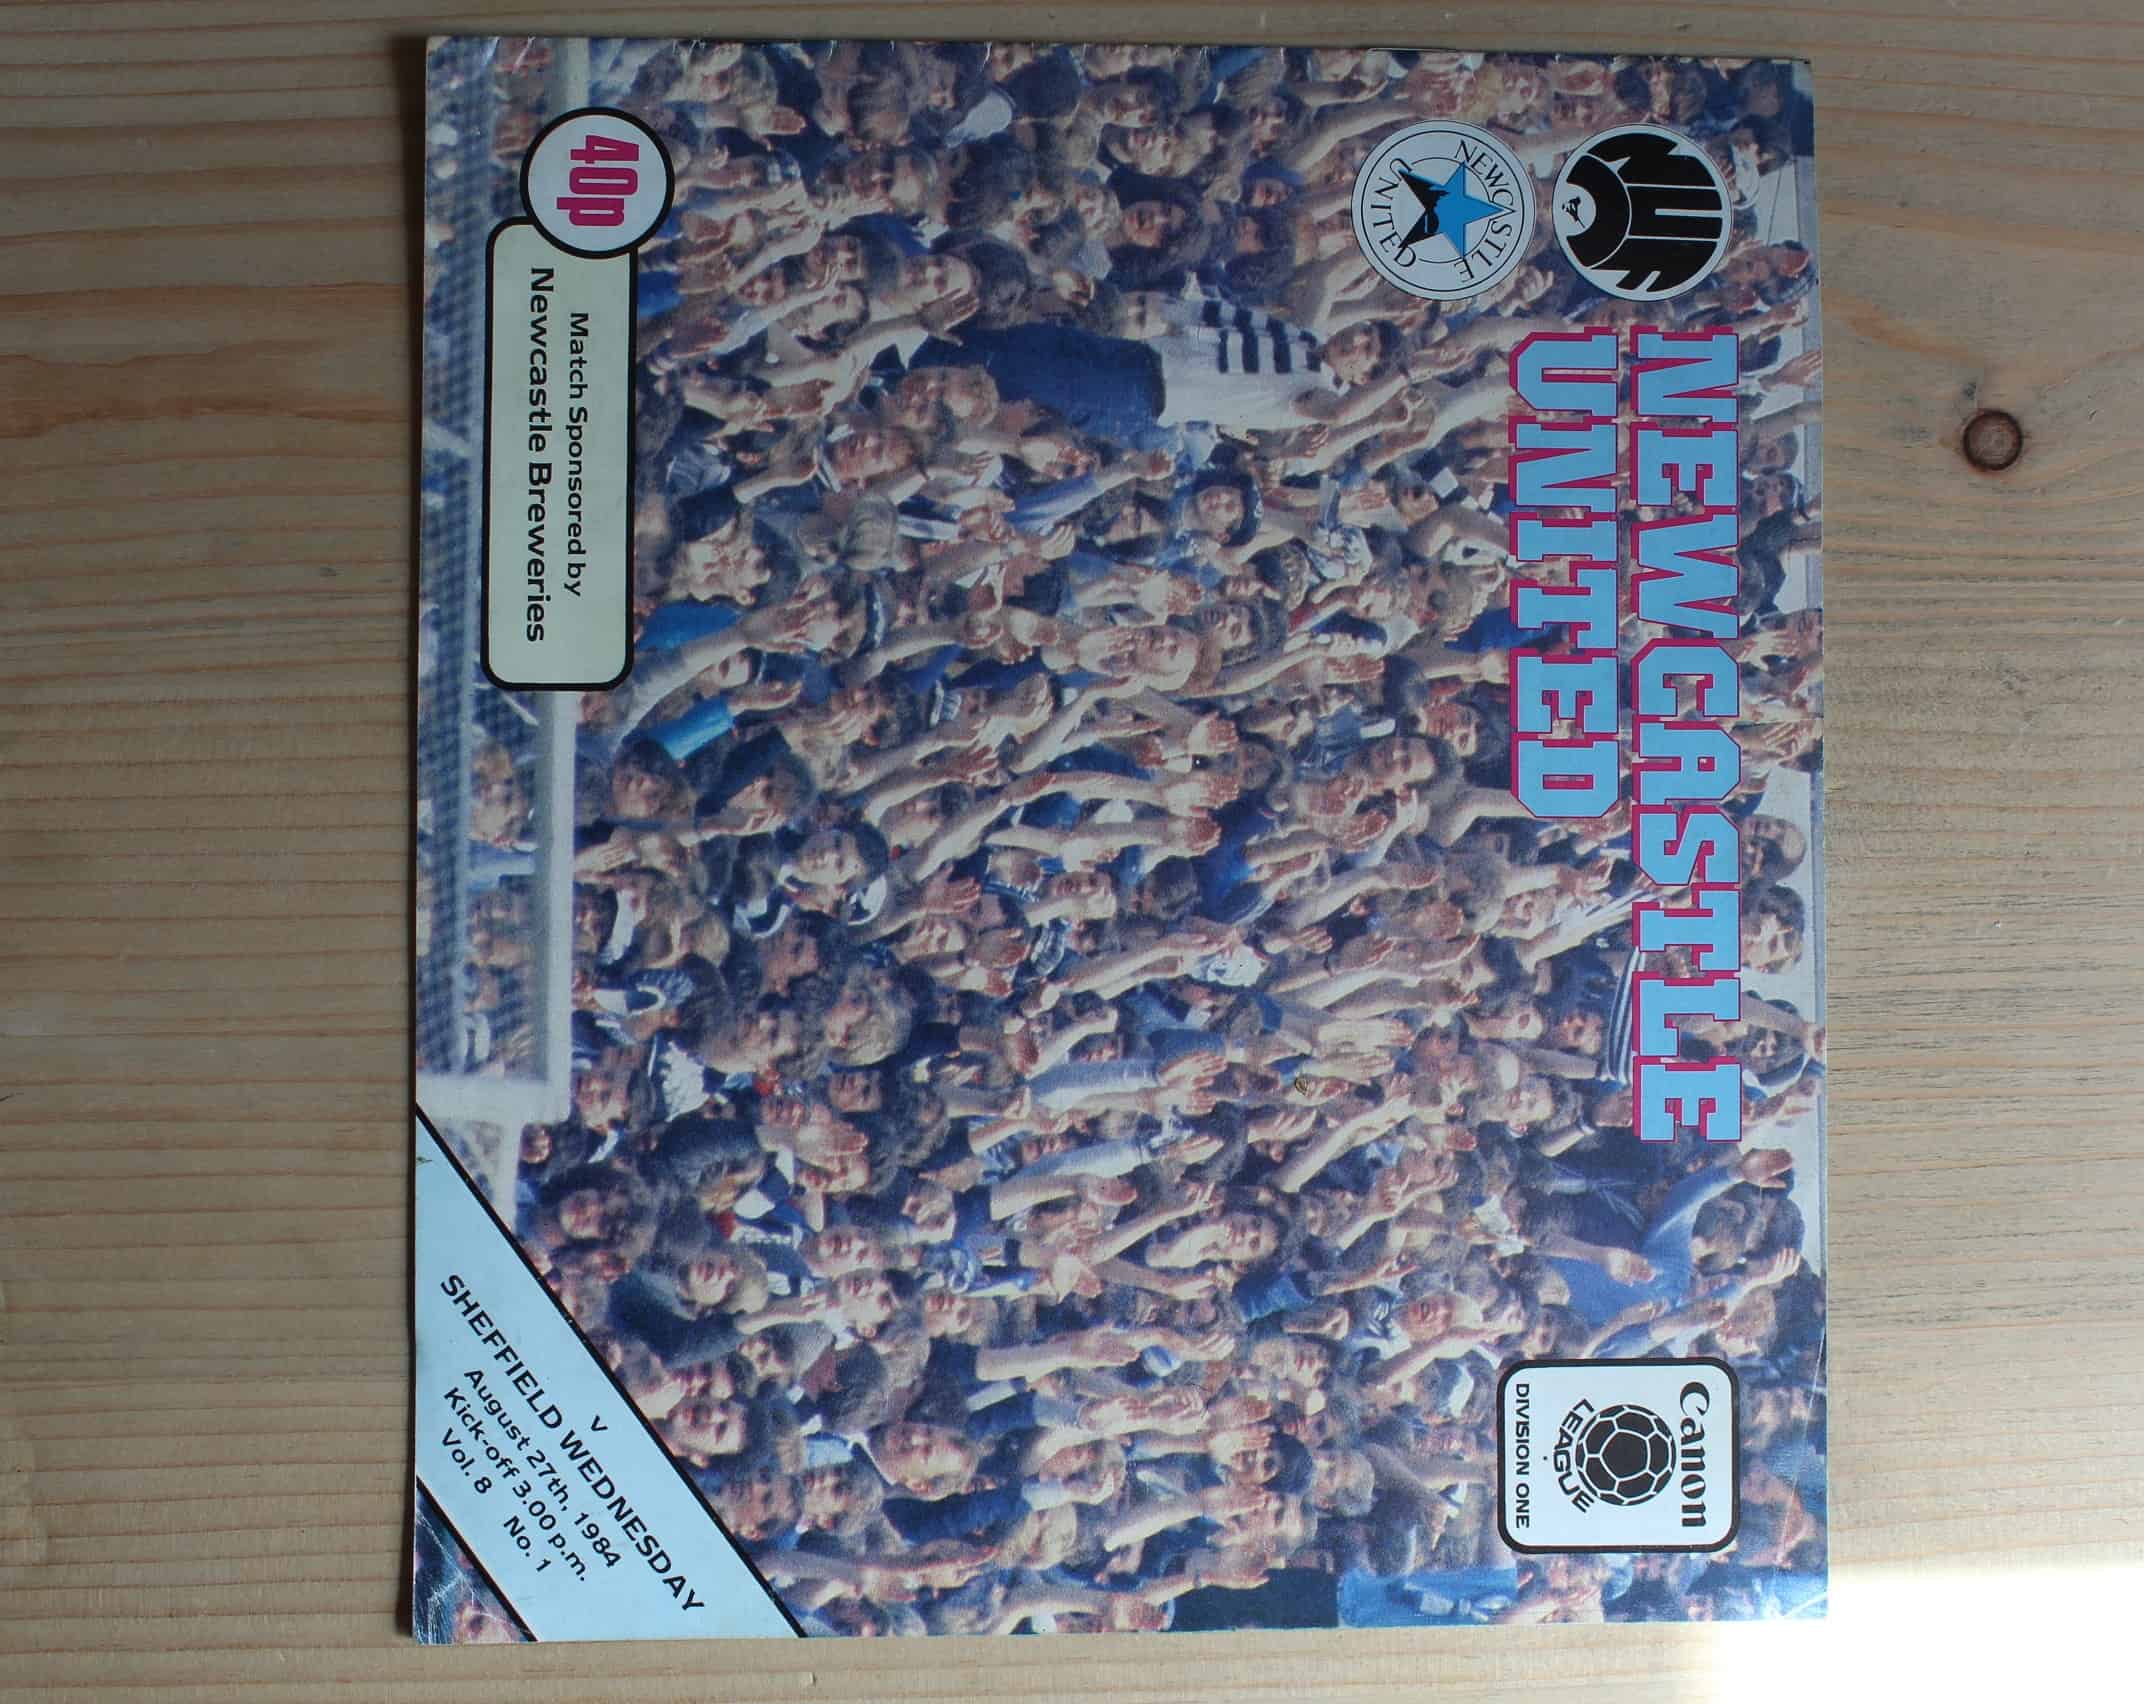 NUFC
NEWCASTLE
UNITED
NEWCASTLE
UNITED
Canon
LEAGUE
DIVISION ONE
40p
Match Sponsored by
Newcastle Breweries
v
SHEFFIELD WEDNESDAY
August 27th, 1984
Kick-off 3.00 p.m.
Vol. 8 No. 1